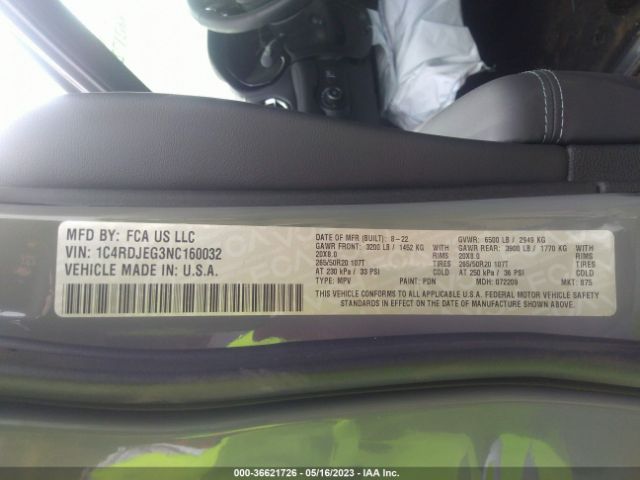 MFD BY: FCA US LLC
VIN: 1C4RDJEG3NC160032
VEHICLE MADE IN: U.S.A.
DATE OF MFR (BUILT): 8-22 GVWR: 6500 LB / 2949 KG
GAWR FRONT: 3200 LB / 1452 KG WITH GAWR REAR: 3900 LB / 1770 KG WITH
20X8.0 RIMS 20X8.0 RIMS
265/50R20 107T TIRES 265/50R20 107T TIRES
AT 230 kPa / 33 PSI AT 250 kPa / 36 PSI
TYPE: MPV PAINT: PDN MDH: 072209 MKT: 875
THIS VEHICLE CONFORMS TO ALL APPLICABLE U.S.A. FEDERAL MOTOR VEHICLE SAFETY
STANDARDS IN EFFECT ON THE DATE OF MANUFACTURE SHOWN ABOVE.
000-36621726 - 05/16/2023 - IAA Inc.